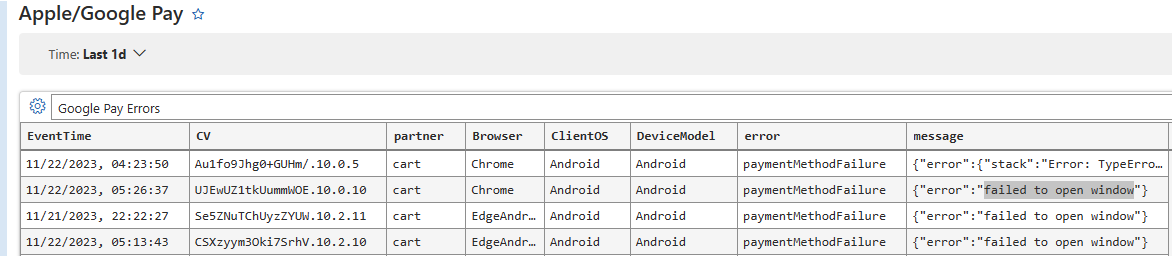 Apple/Google Pay
Time: Last 1d
Google Pay Errors
EventTime CV partner Browser ClientOS DeviceModel error message
11/22/2023, 04:23:50 Au1fo9Jhg0+GUHm/.10.0.5 cart Chrome Android Android paymentMethodFailure {"error":{"stack":"Error: TypeErro…
11/22/2023, 05:26:37 UJEwUZ1tkUummWOE.10.0.10 cart Chrome Android Android paymentMethodFailure {"error":"failed to open window"}
11/21/2023, 22:22:27 Se5ZNuTChUyzZYUW.10.2.11 cart EdgeAndr… Android Android paymentMethodFailure {"error":"failed to open window"}
11/22/2023, 05:13:43 CSXzyym3Oki7SrhV.10.2.10 cart EdgeAndr… Android Android paymentMethodFailure {"error":"failed to open window"}